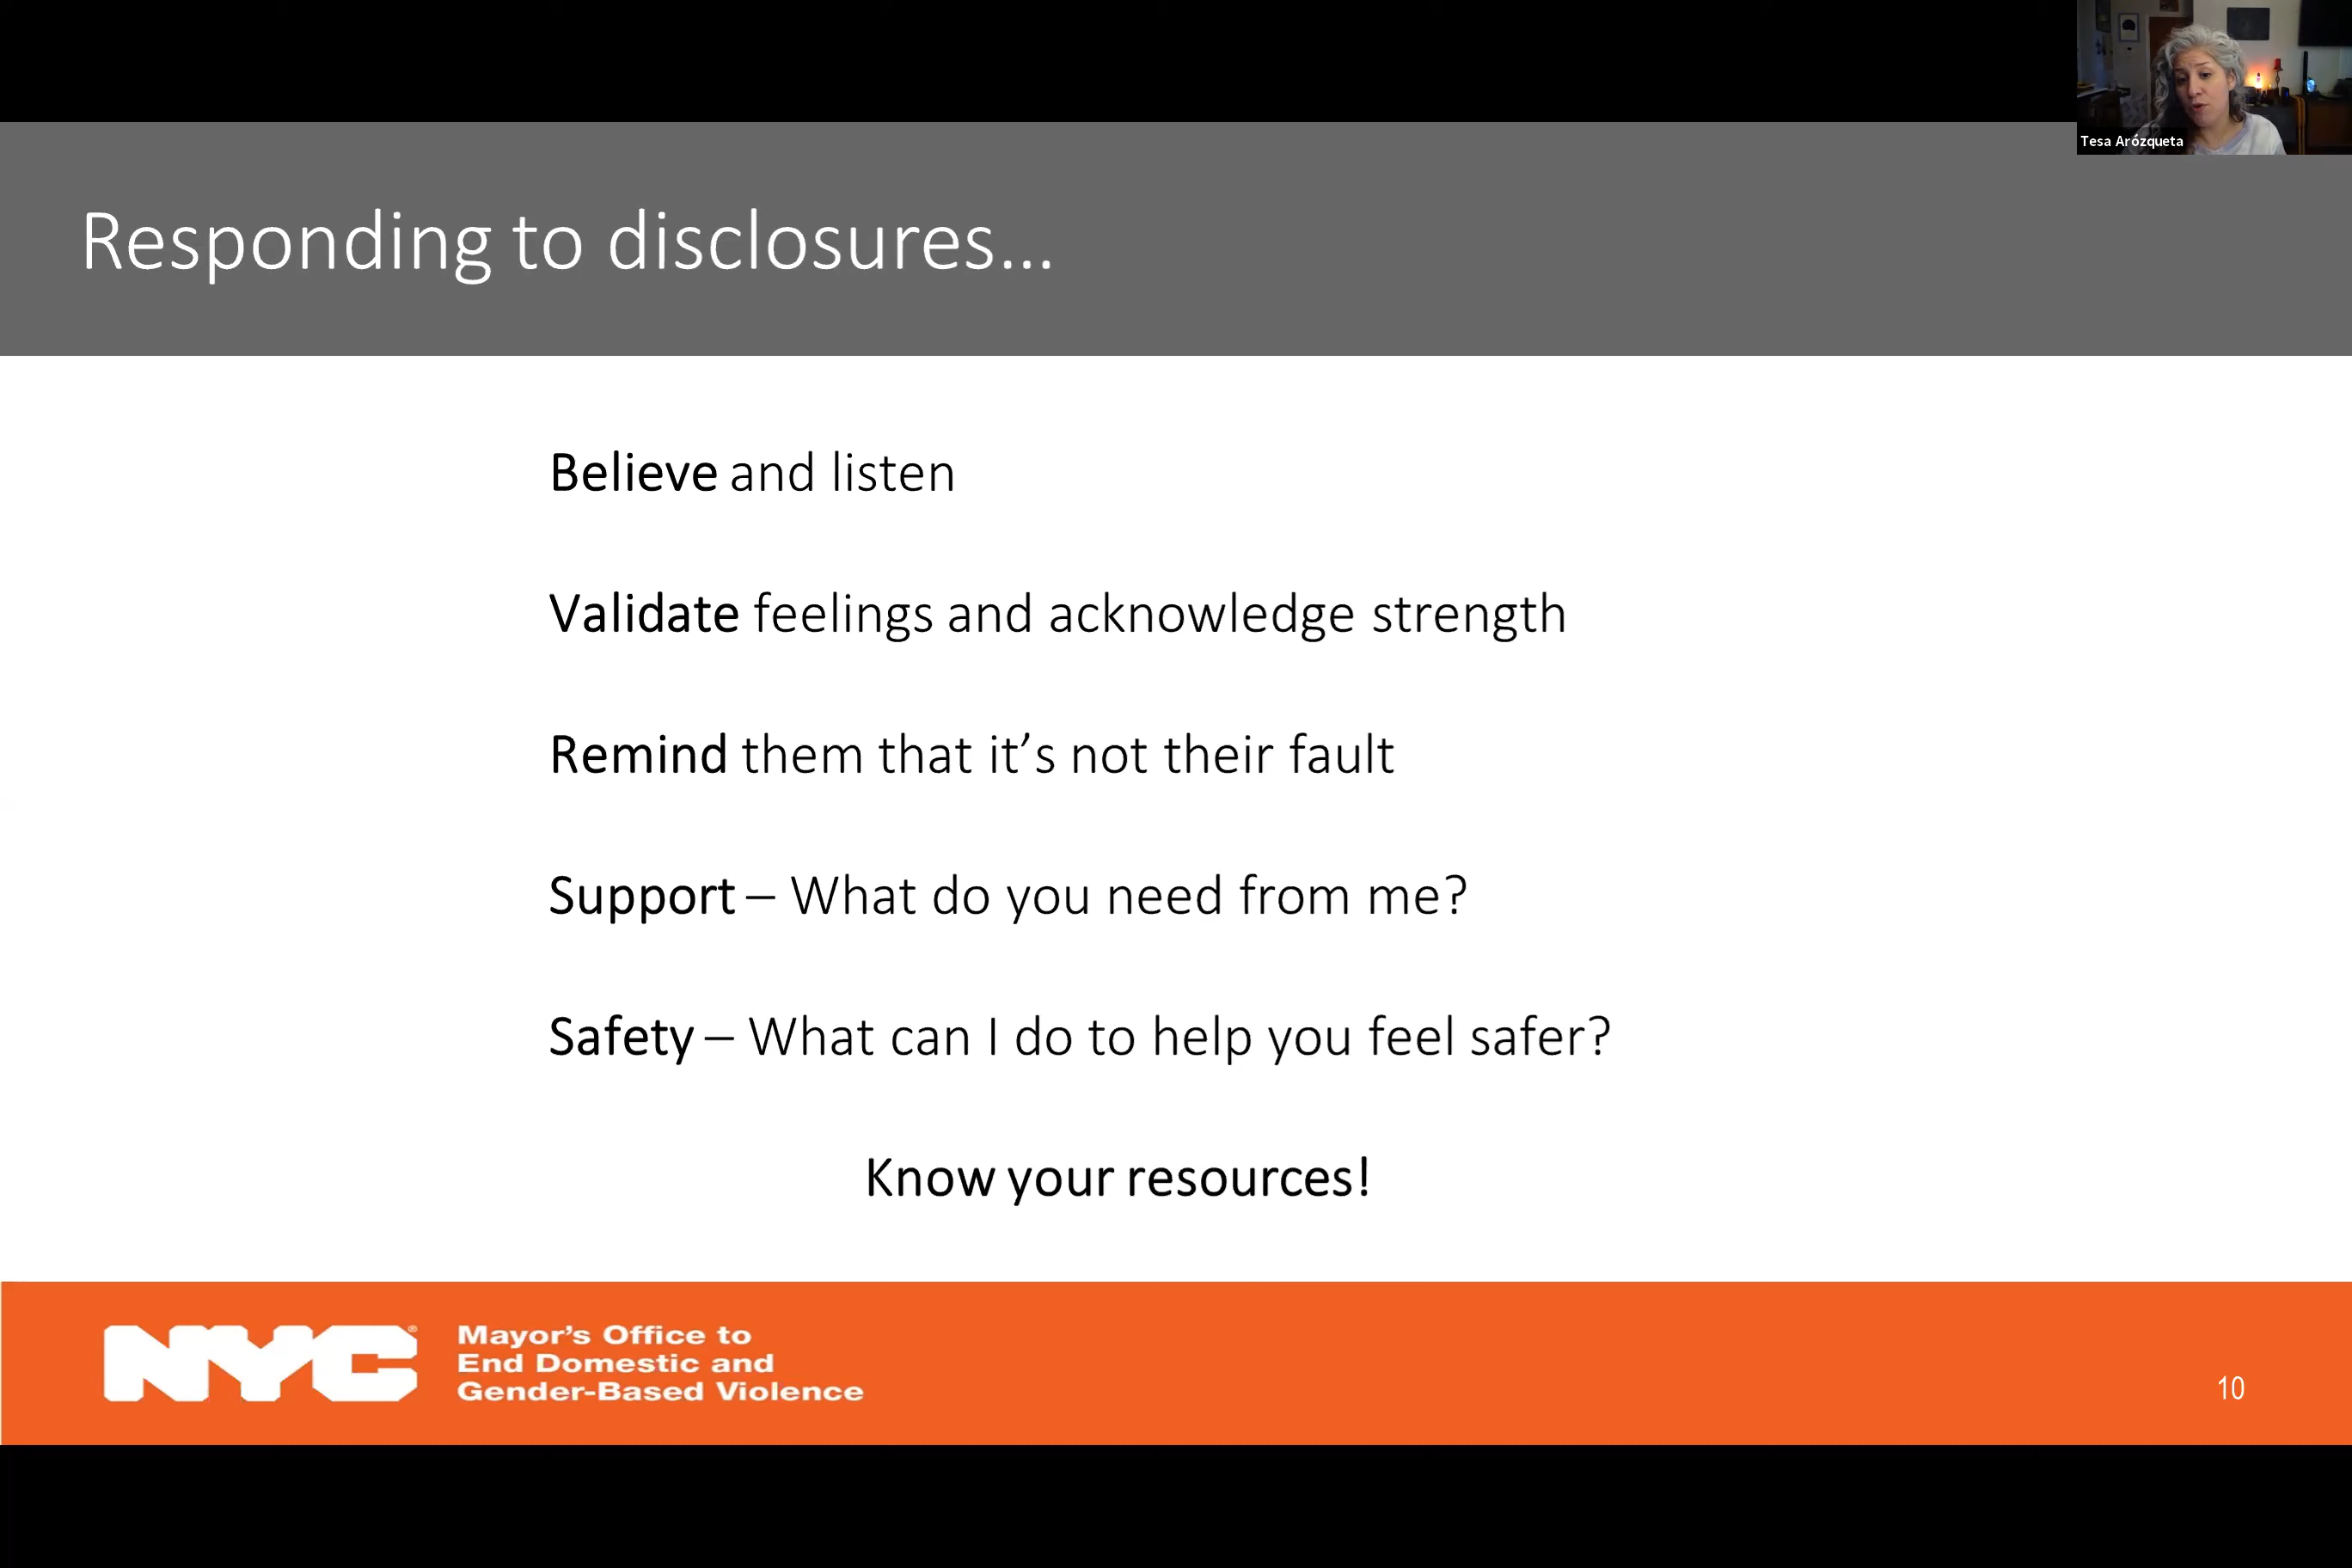 Tesa Arózqueta
Responding to disclosures...
Believe and listen
Validate feelings and acknowledge strength
Remind them that it’s not their fault
Support – What do you need from me?
Safety – What can I do to help you feel safer?
Know your resources!
NYC®
Mayor’s Office to
End Domestic and
Gender-Based Violence
10